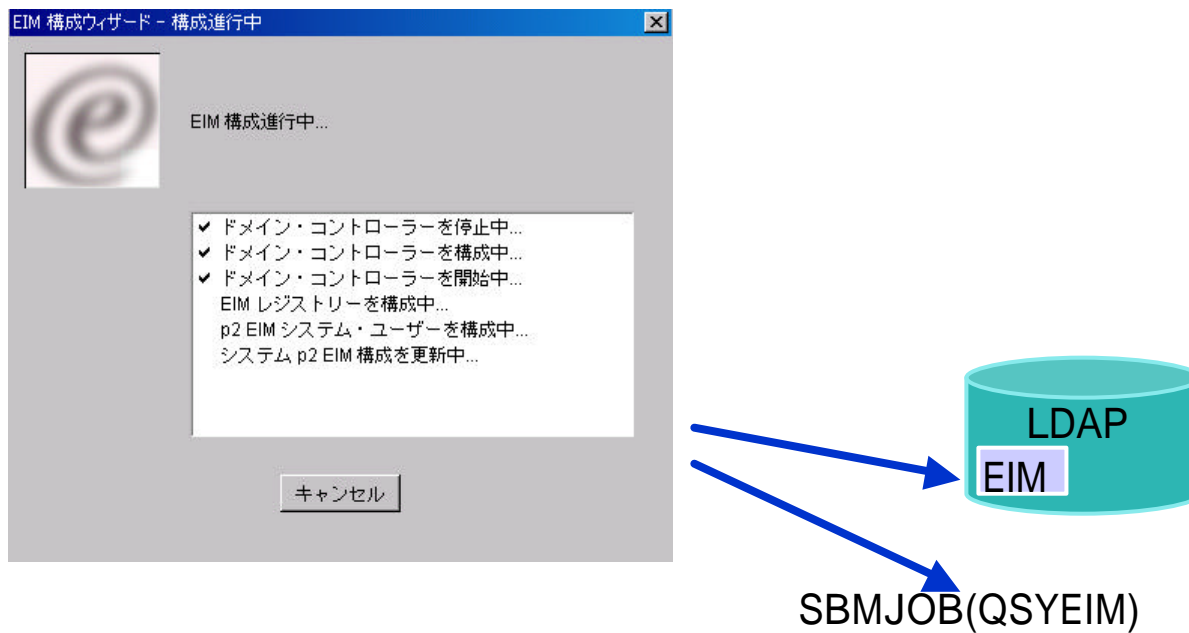 EIM 構成ウィザード - 構成進行中
EIM 構成進行中...
ドメイン・コントローラーを停止中...
ドメイン・コントローラーを構成中...
ドメイン・コントローラーを開始中...
EIM レジストリーを構成中...
p2 EIM システム・ユーザーを構成中...
システム p2 EIM 構成を更新中...
キャンセル
LDAP
EIM
SBMJOB(QSYEIM)